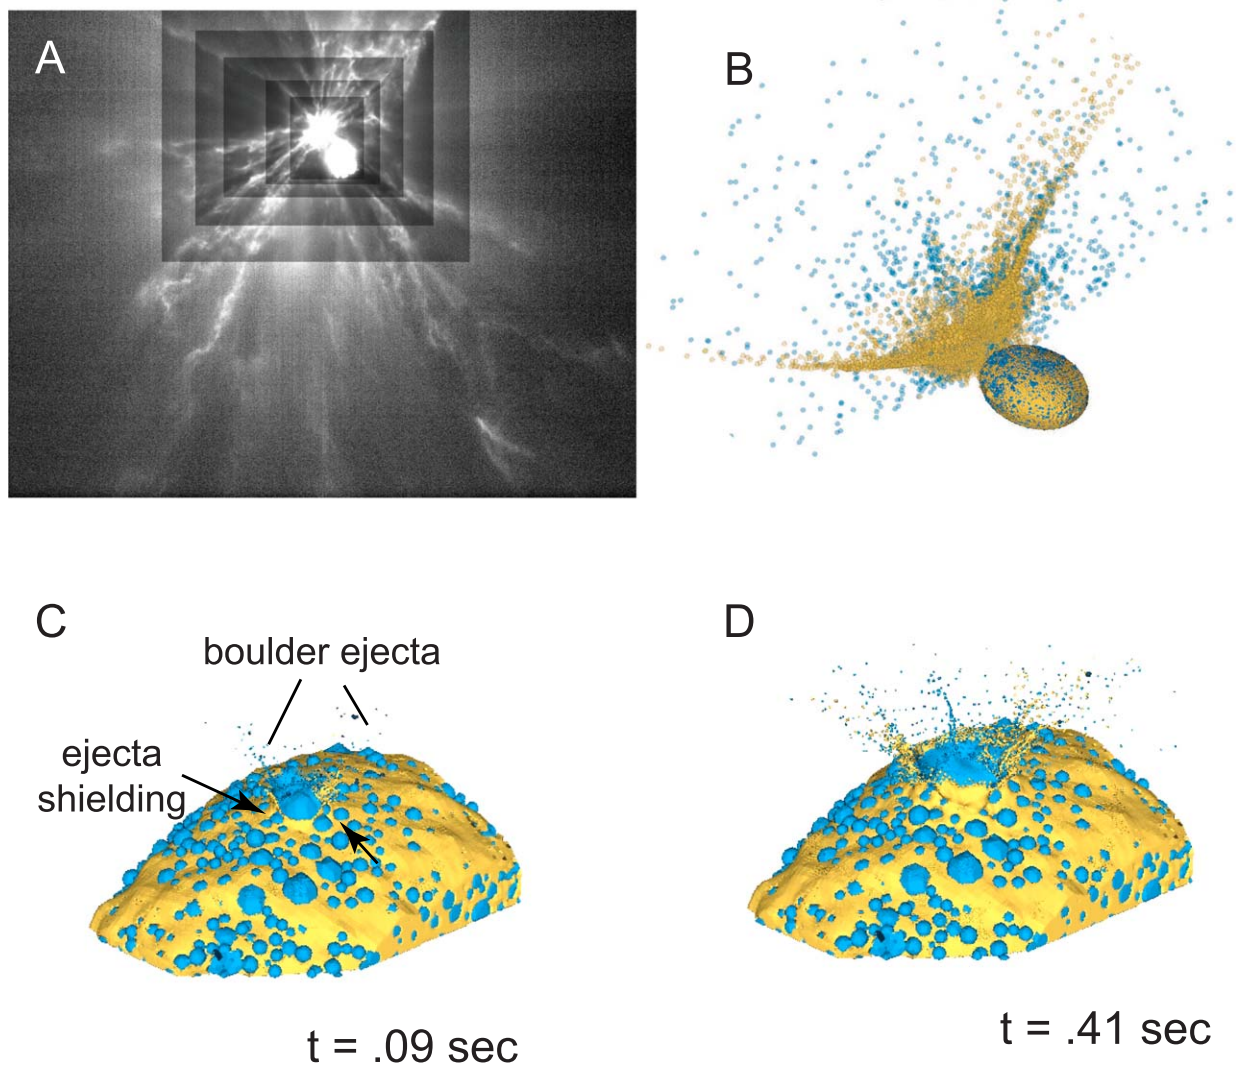 A
B
C
boulder ejecta
ejecta
shielding
t = .09 sec
D
t = .41 sec